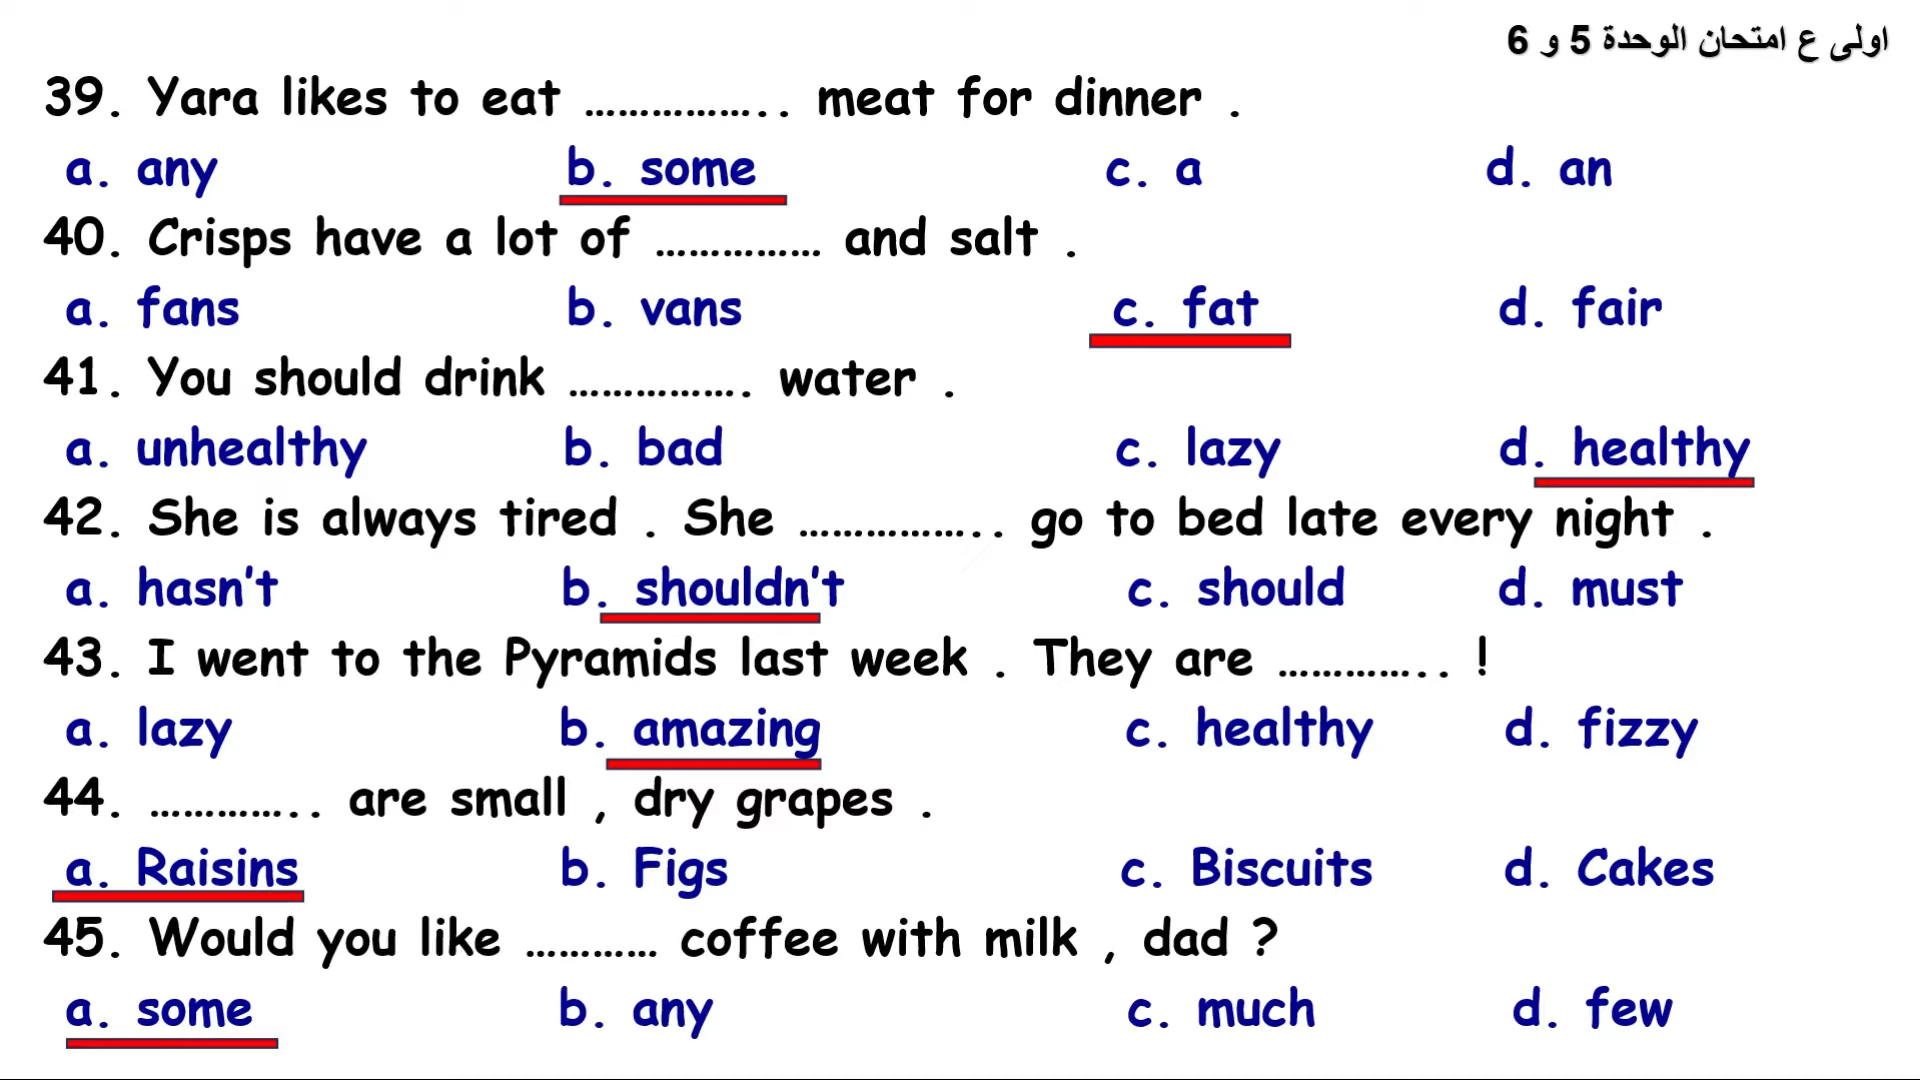 اولى ع امتحان الوحدة 5 و 6
39. Yara likes to eat …………….. meat for dinner .
a. any b. some c. a d. an
40. Crisps have a lot of …………… and salt .
a. fans b. vans c. fat d. fair
41. You should drink ……………. water .
a. unhealthy b. bad c. lazy d. healthy
42. She is always tired . She …………….. go to bed late every night .
a. hasn't b. shouldn't c. should d. must
43. I went to the Pyramids last week . They are ………….. !
a. lazy b. amazing c. healthy d. fizzy
44. ………….. are small , dry grapes .
a. Raisins b. Figs c. Biscuits d. Cakes
45. Would you like ………… coffee with milk , dad ?
a. some b. any c. much d. few